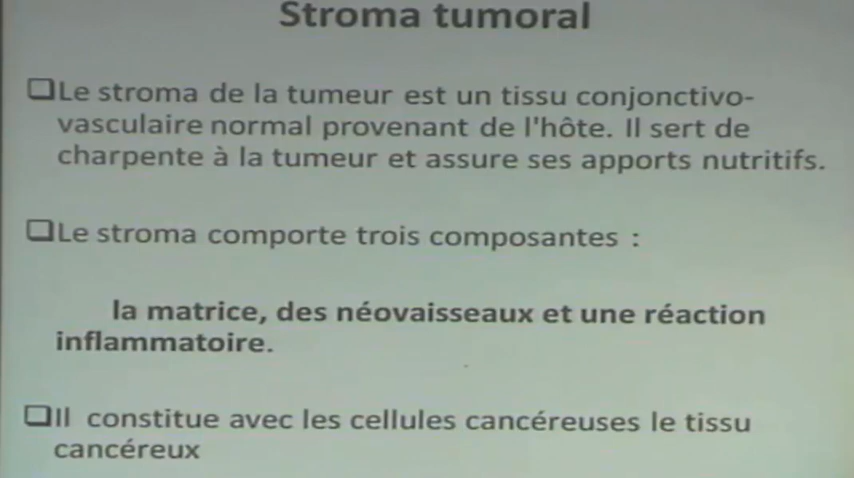 Stroma tumoral
❑Le stroma de la tumeur est un tissu conjonctivo-
vasculaire normal provenant de l'hôte. Il sert de
charpente à la tumeur et assure ses apports nutritifs.
❑Le stroma comporte trois composantes :
la matrice, des néovaisseaux et une réaction
inflammatoire.
❑Il constitue avec les cellules cancéreuses le tissu
cancéreux